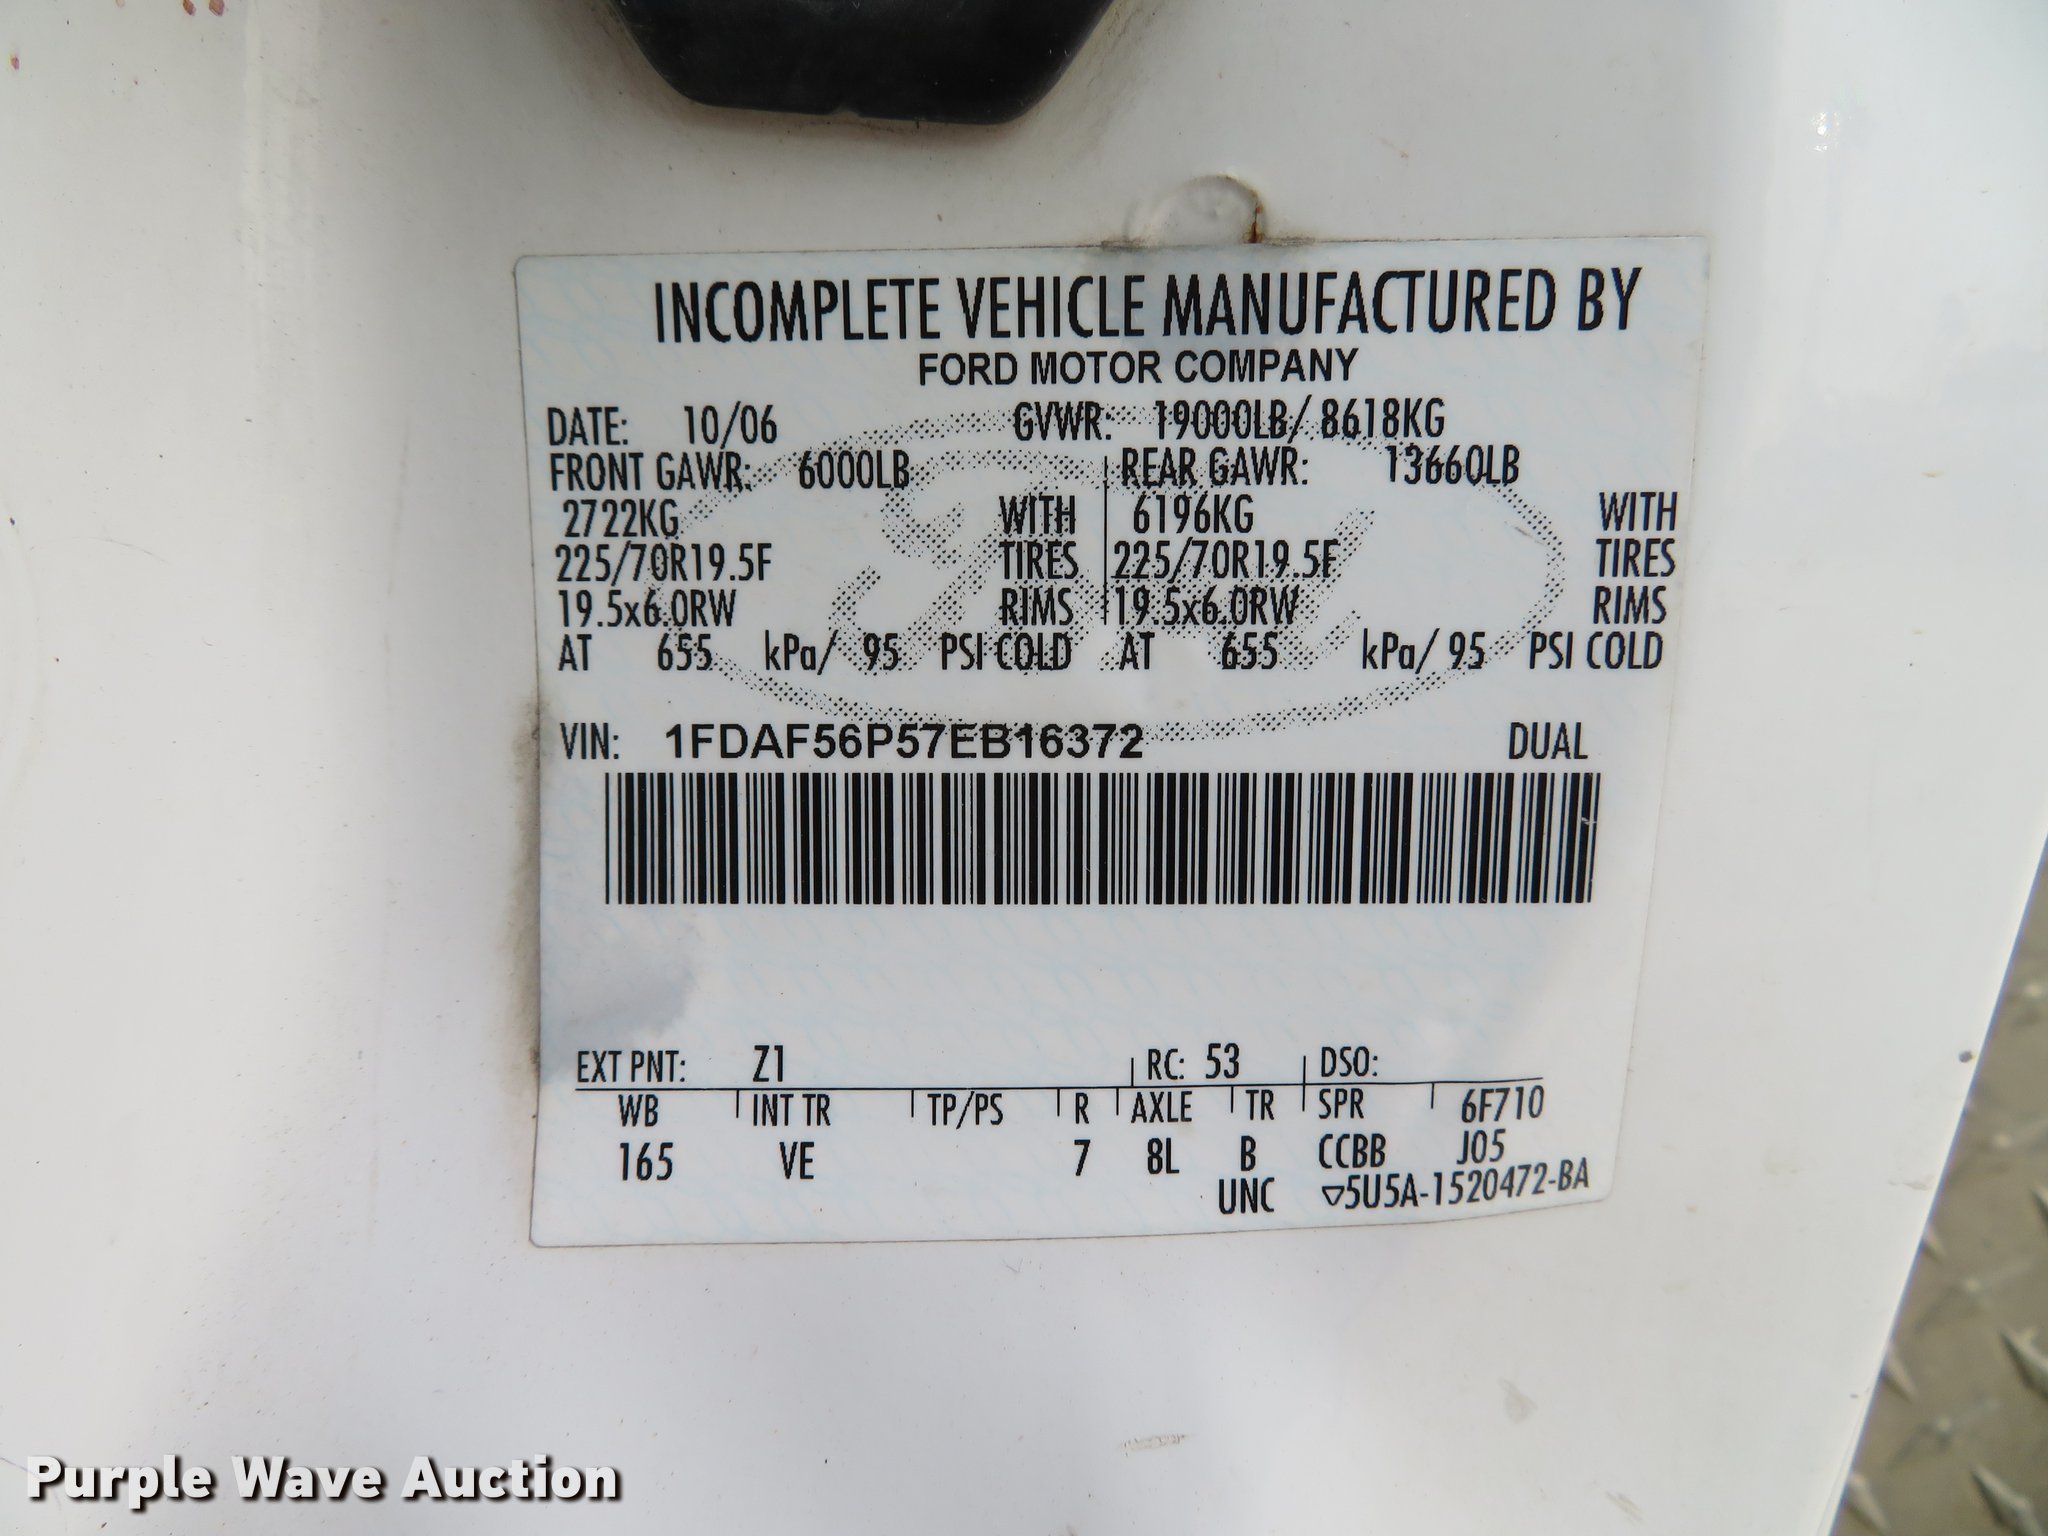 INCOMPLETE VEHICLE MANUFACTURED BY
FORD MOTOR COMPANY
DATE: 10/06 GVWR: 19000LB/ 8618KG
FRONT GAWR: 6000LB REAR GAWR: 13660LB
2722KG WITH 6196KG WITH
225/70R19.5F TIRES 225/70R19.5F TIRES
19.5x6.0RW RIMS 19.5x6.0RW RIMS
AT 655 kPa/ 95 PSI COLD AT 655 kPa/ 95 PSI COLD
VIN: 1FDAF56P57EB16372 DUAL
EXT PNT: Z1 RC: 53 DSO:
WB INT TR TP/PS R AXLE TR SPR 6F710
165 VE 7 8L B CCBB J05
UNC ▽5U5A-1520472-BA
Purple Wave Auction